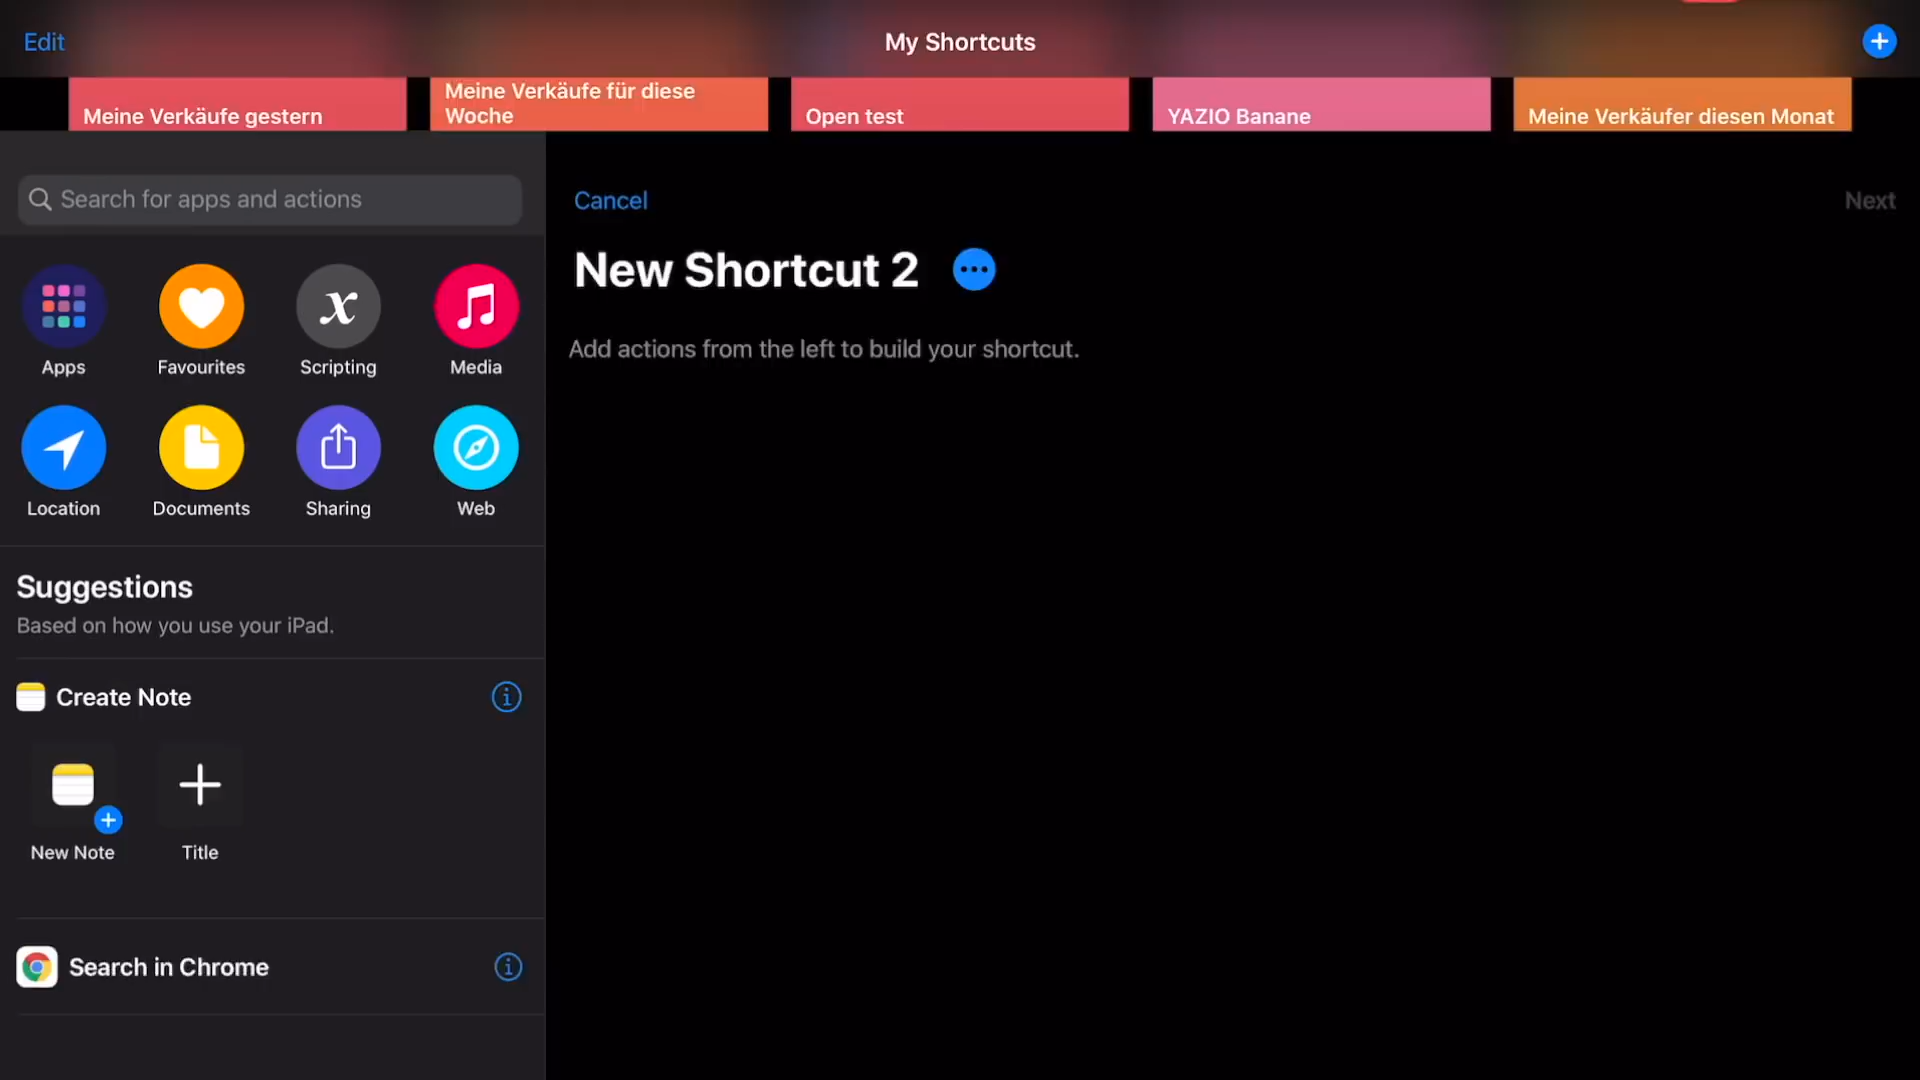 Edit
My Shortcuts
Meine Verkäufe gestern
Meine Verkäufe für diese
Woche
Open test
YAZIO Banane
Meine Verkäufer diesen Monat
Search for apps and actions
Cancel
Next
New Shortcut 2
Add actions from the left to build your shortcut.
Apps
Favourites
Scripting
Media
Location
Documents
Sharing
Web
Suggestions
Based on how you use your iPad.
Create Note
New Note
Title
Search in Chrome